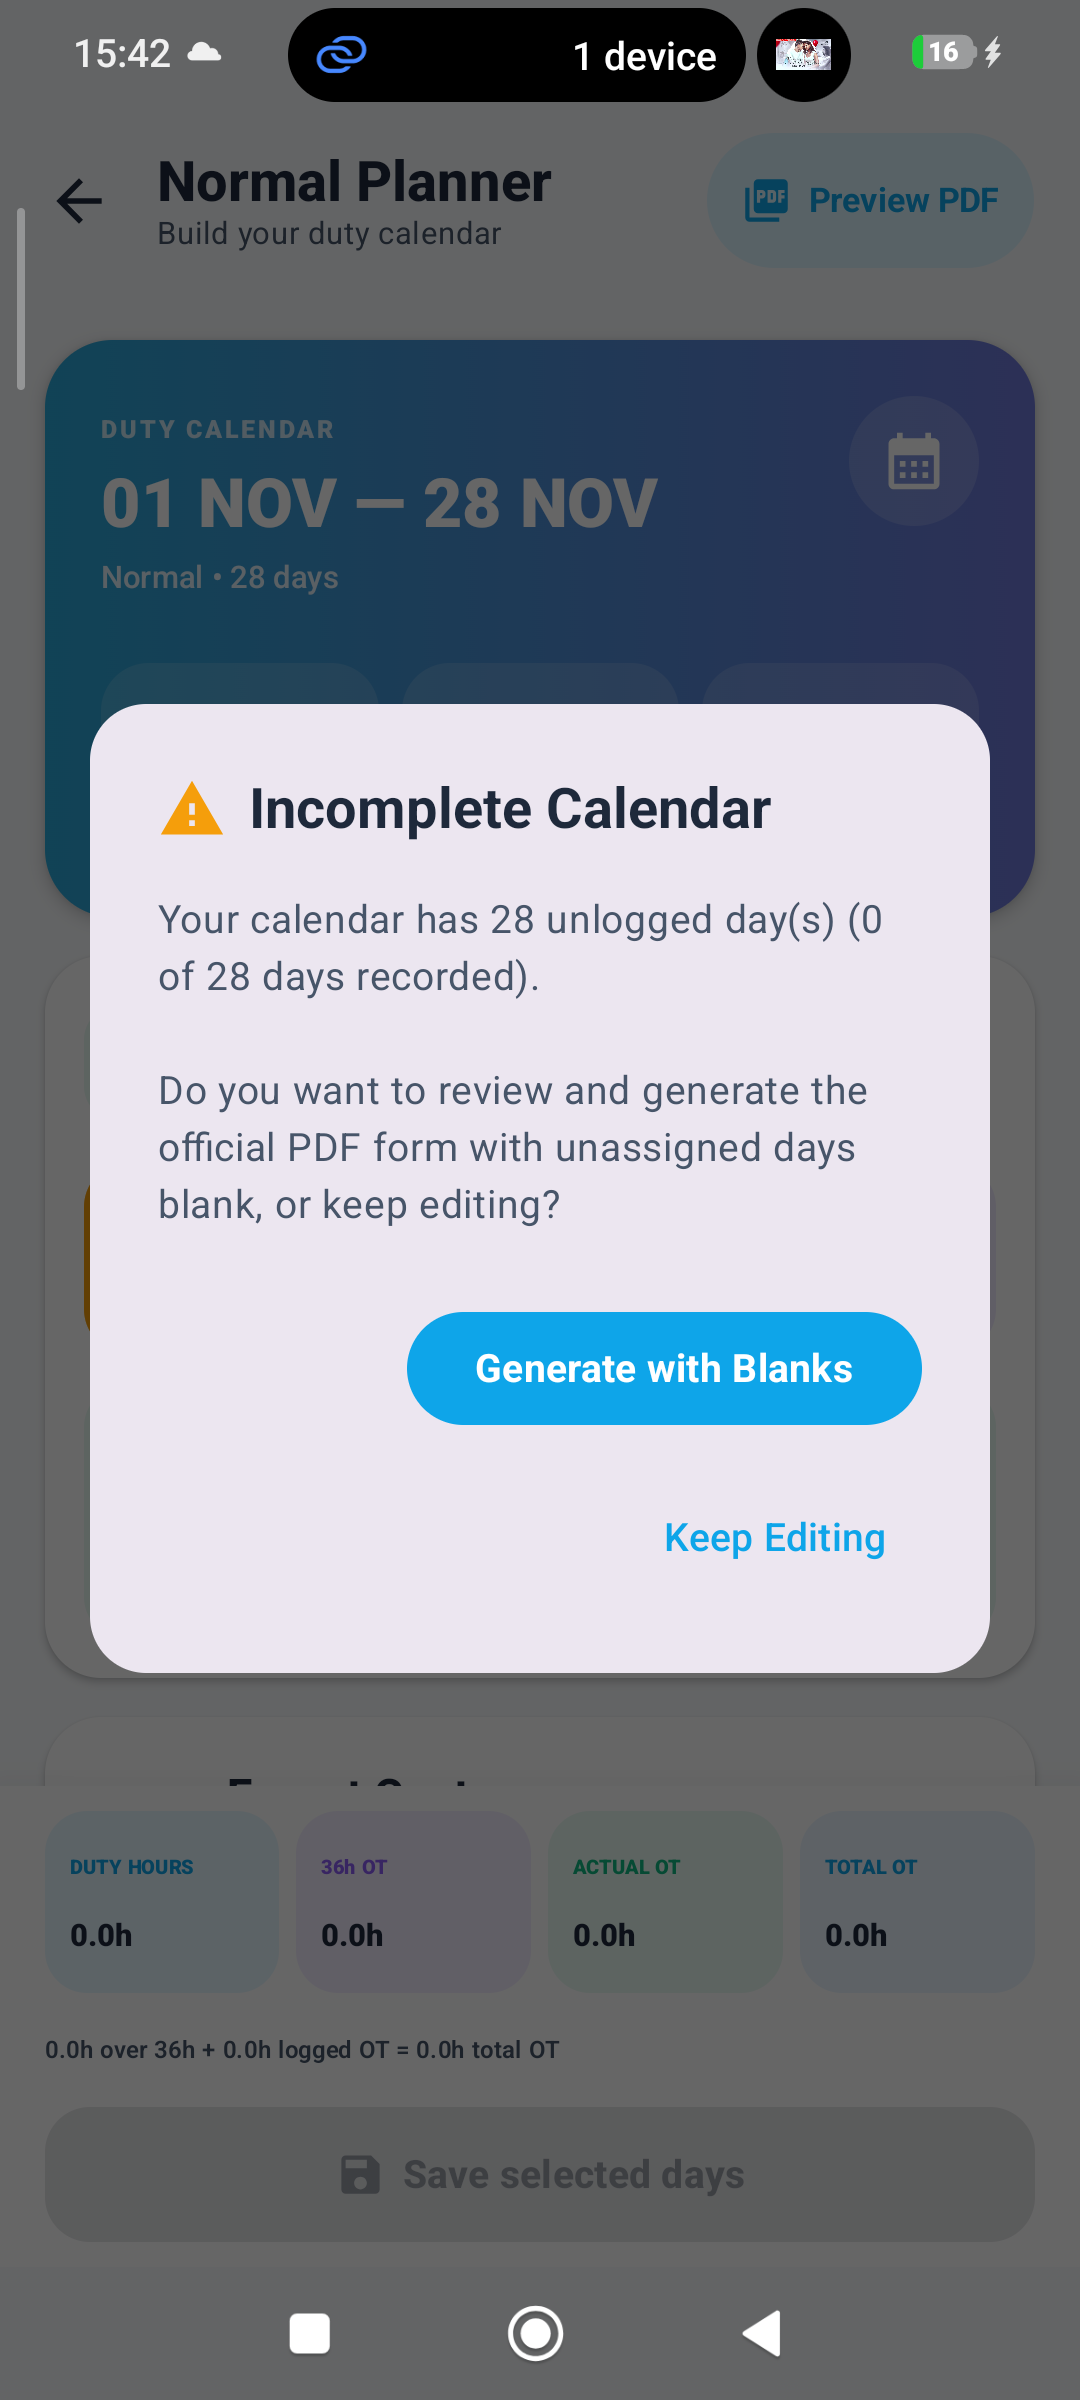 15:42
1 device
16
Normal Planner
Build your duty calendar
PDF
Preview PDF
DUTY CALENDAR
01 NOV — 28 NOV
Normal • 28 days
Incomplete Calendar
Your calendar has 28 unlogged day(s) (0
of 28 days recorded).
Do you want to review and generate the
official PDF form with unassigned days
blank, or keep editing?
Generate with Blanks
Keep Editing
DUTY HOURS
36h OT
ACTUAL OT
TOTAL OT
0.0h
0.0h
0.0h
0.0h
0.0h over 36h + 0.0h logged OT = 0.0h total OT
Save selected days